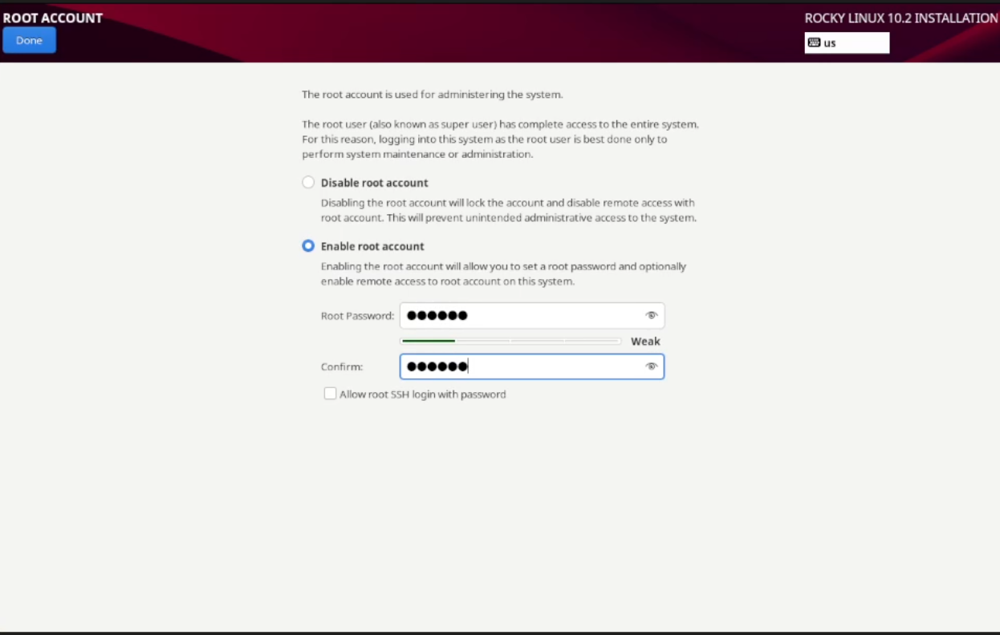 ROOT ACCOUNT
ROCKY LINUX 10.2 INSTALLATION
Done
us
The root account is used for administering the system.
The root user (also known as super user) has complete access to the entire system.
For this reason, logging into this system as the root user is best done only to
perform system maintenance or administration.
Disable root account
Disabling the root account will lock the account and disable remote access with
root account. This will prevent unintended administrative access to the system.
Enable root account
Enabling the root account will allow you to set a root password and optionally
enable remote access to root account on this system.
Root Password: ●●●●●●
Weak
Confirm: ●●●●●●
Allow root SSH login with password